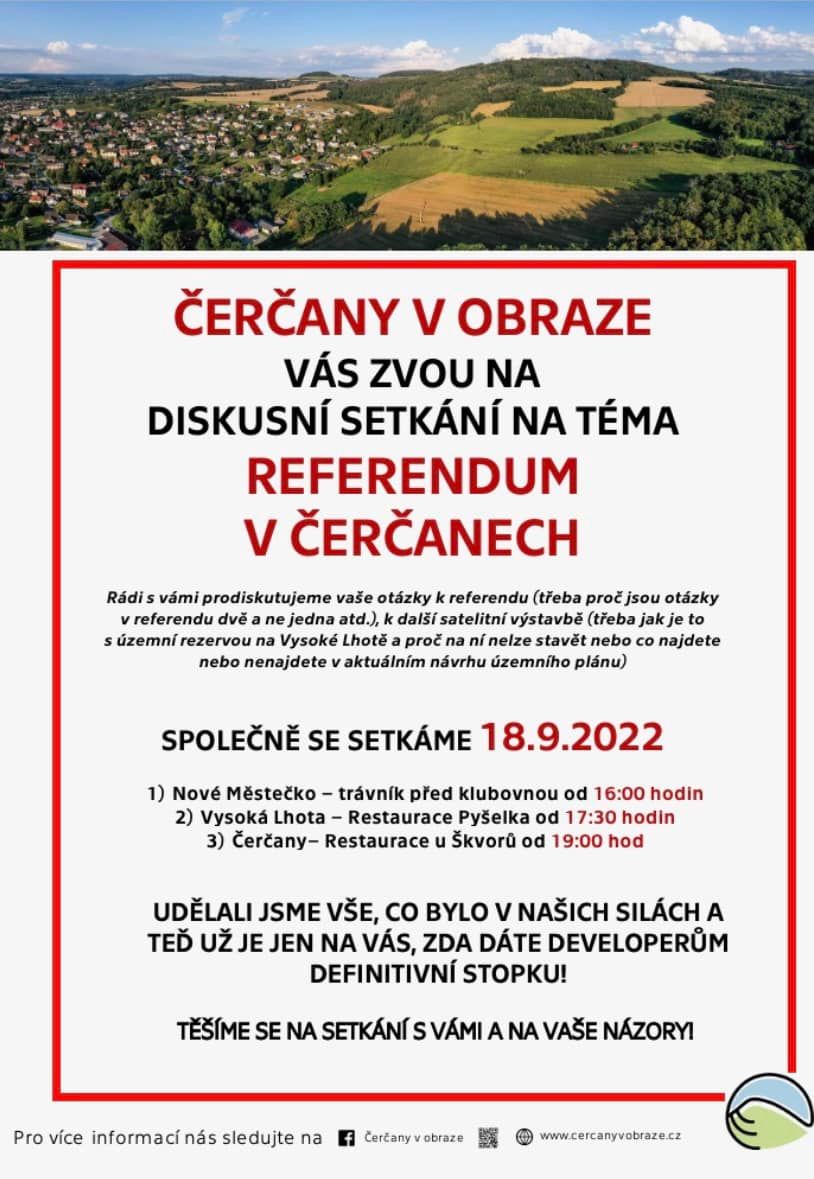 ČERČANY V OBRAZE
VÁS ZVOU NA
DISKUSNÍ SETKÁNÍ NA TÉMA
REFERENDUM
V ČERČANECH
Rádi s vámi prodiskutujeme vaše otázky k referendu (třeba proč jsou otázky
v referendu dvě a ne jedna atd.), k další satelitní výstavbě (třeba jak je to
s územní rezervou na Vysoké Lhotě a proč na ní nelze stavět nebo co najdete
nebo nenajdete v aktuálním návrhu územního plánu)
SPOLEČNĚ SE SETKÁME 18.9.2022
1) Nové Městečko – trávník před klubovnou od 16:00 hodin
2) Vysoká Lhota – Restaurace Pyšelka od 17:30 hodin
3) Čerčany– Restaurace u Škvorů od 19:00 hod
UDĚLALI JSME VŠE, CO BYLO V NAŠICH SILÁCH A
TEĎ UŽ JE JEN NA VÁS, ZDA DÁTE DEVELOPERŮM
DEFINITIVNÍ STOPKU!
TĚŠÍME SE NA SETKÁNÍ S VÁMI A NA VAŠE NÁZORY!
Pro více informací nás sledujte na Čerčany v obraze www.cercanyvobraze.cz